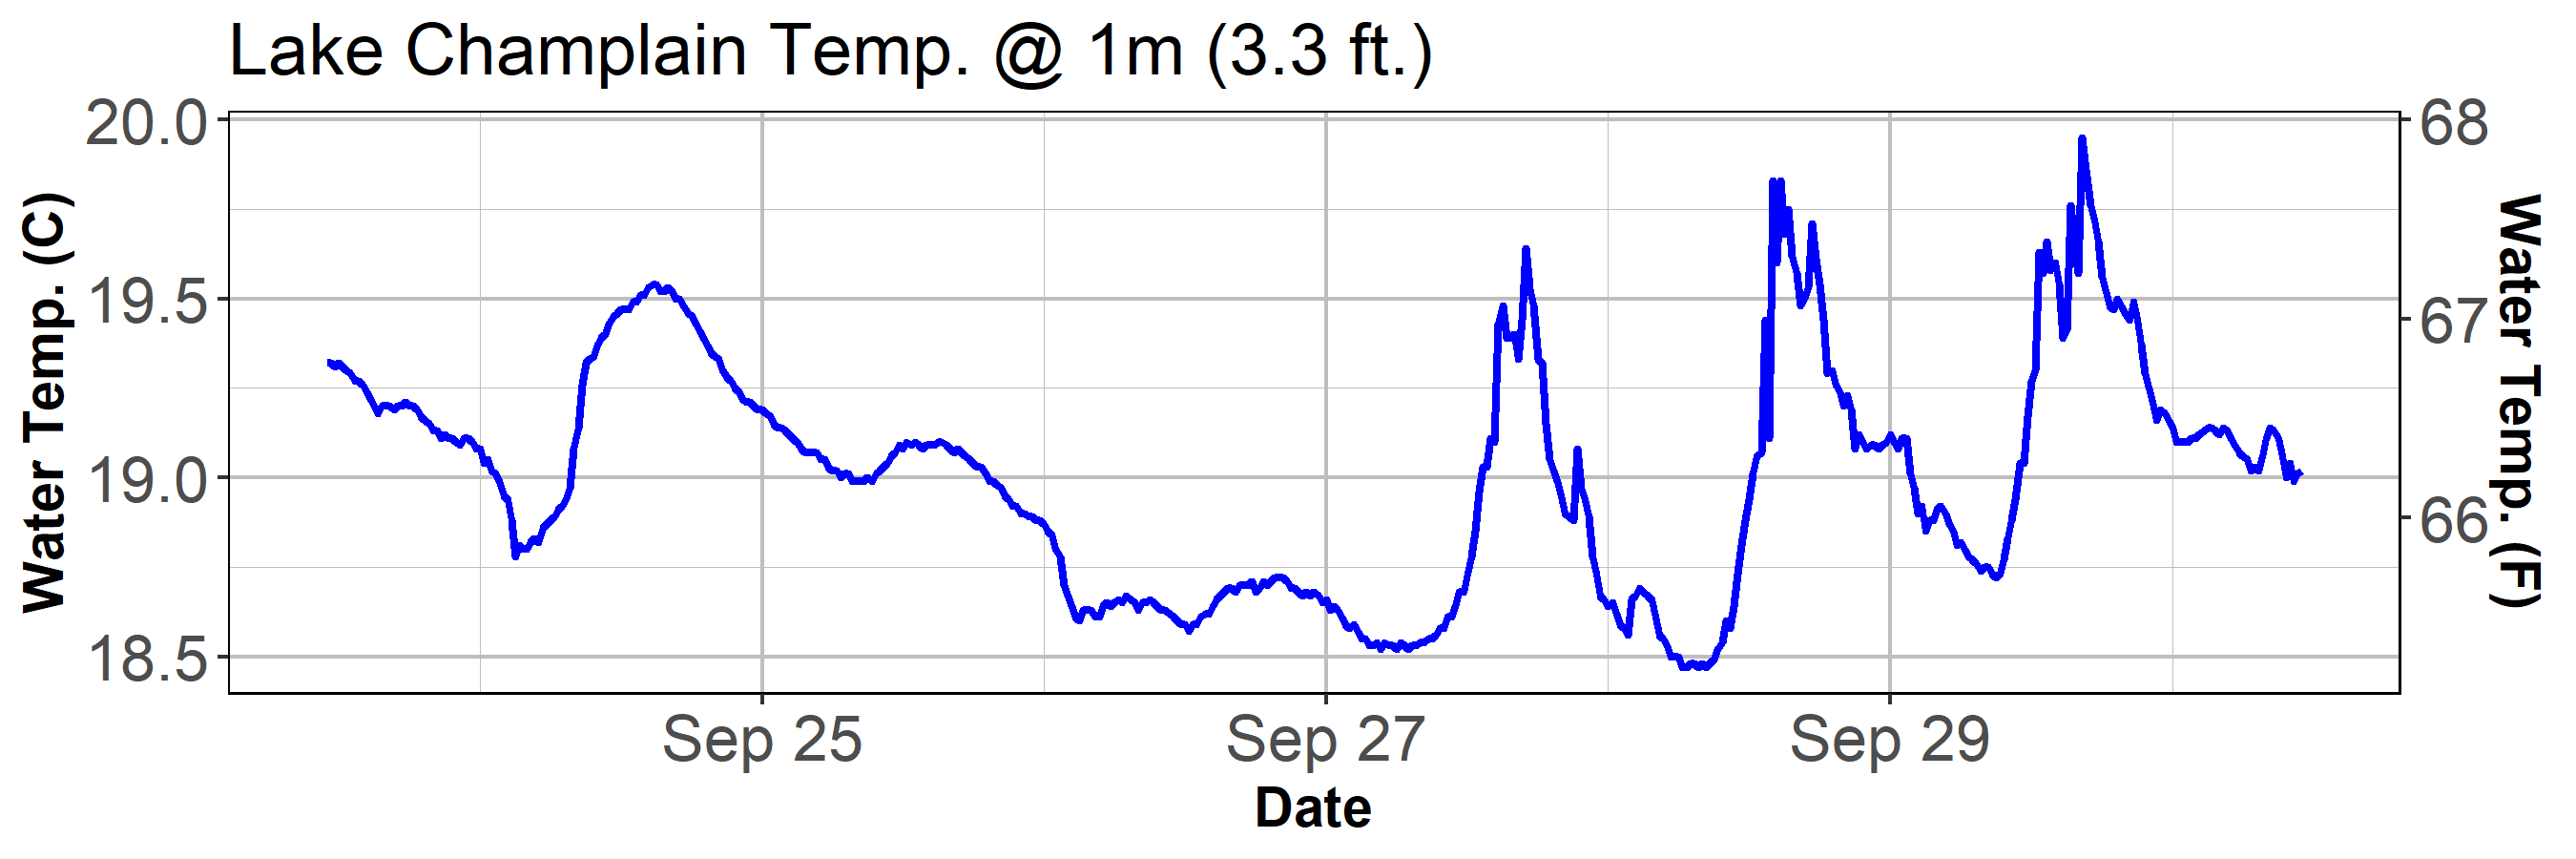 Lake Champlain Temp. @ 1m (3.3 ft.)
20.0
19.5
19.0
18.5
Water Temp. (C)
68
67
66
Water Temp. (F)
Sep 25
Sep 27
Sep 29
Date